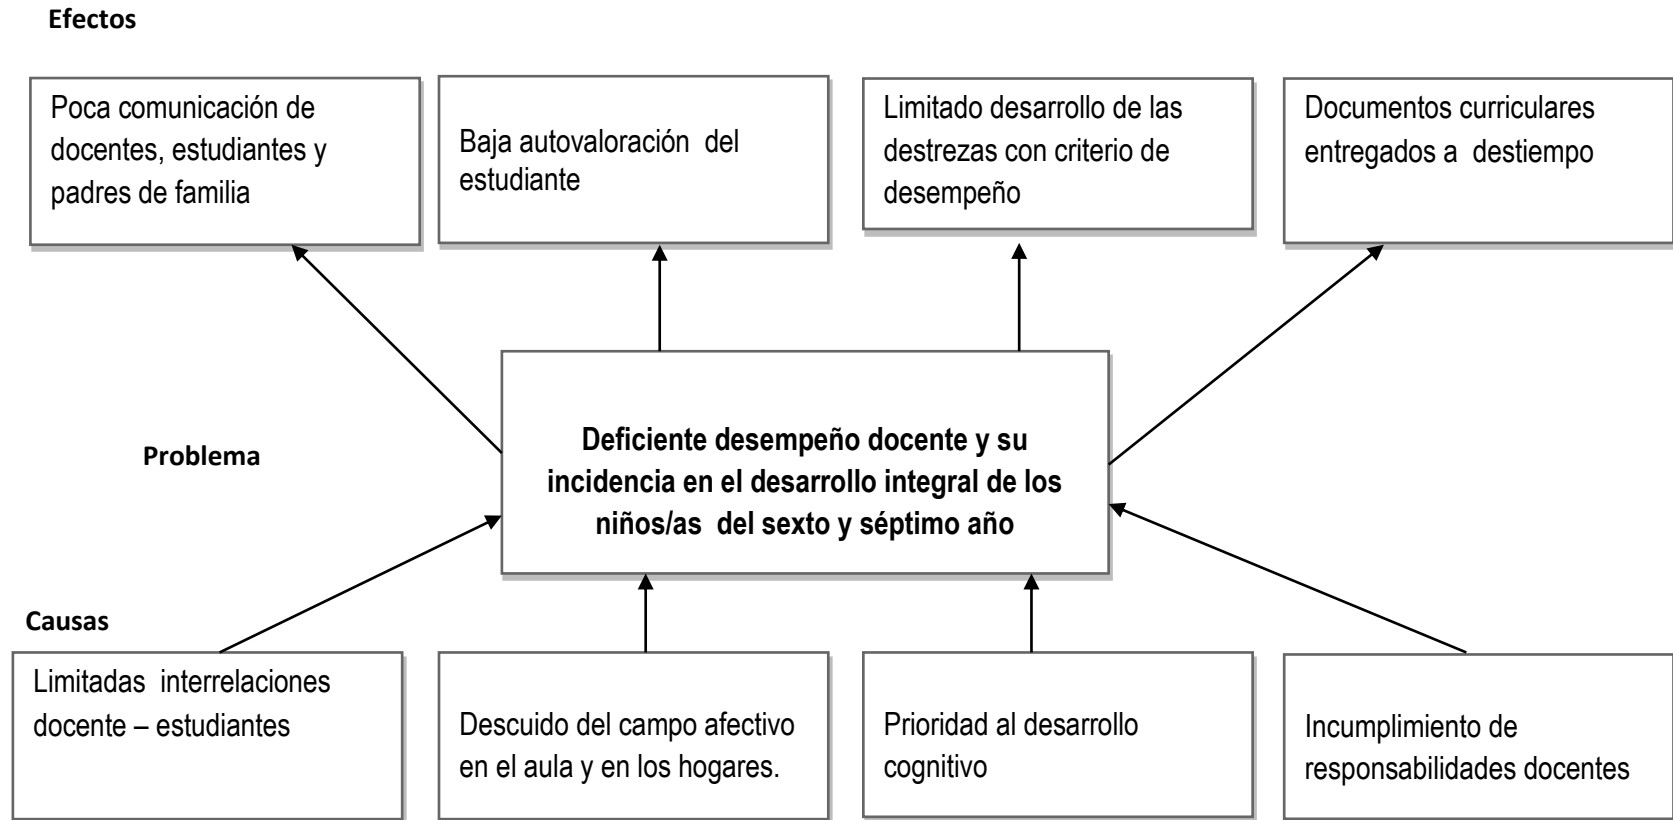 Efectos
Poca comunicación de
docentes, estudiantes y
padres de familia
Baja autovaloración  del
estudiante
Limitado desarrollo de las
destrezas con criterio de
desempeño
Documentos curriculares
entregados a  destiempo
Problema
Deficiente desempeño docente y su
incidencia en el desarrollo integral de los
niños/as  del sexto y séptimo año
Causas
Limitadas  interrelaciones
docente – estudiantes
Descuido del campo afectivo
en el aula y en los hogares.
Prioridad al desarrollo
cognitivo
Incumplimiento de
responsabilidades docentes